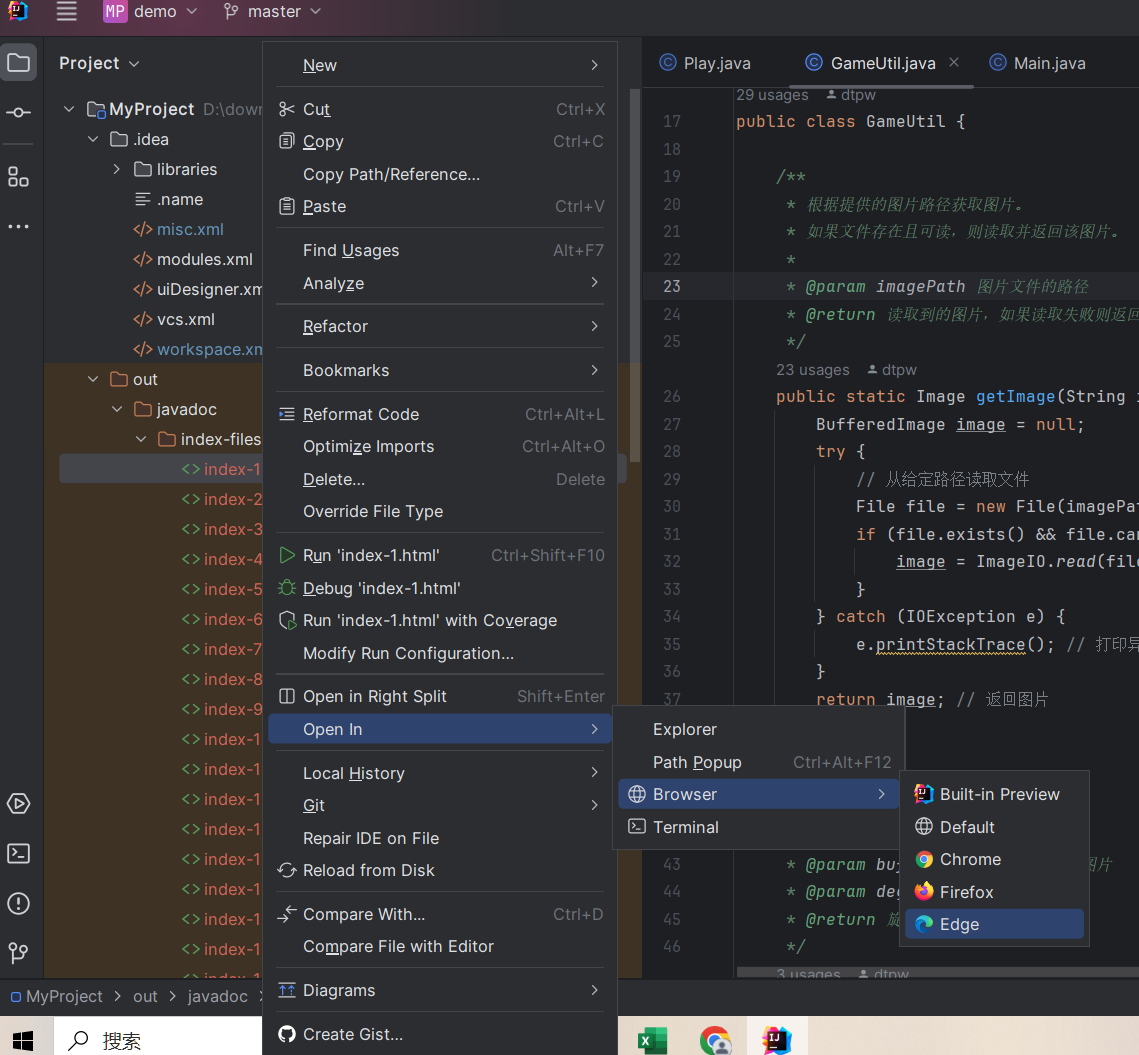 MP demo master
Project
MyProject D:\down
.idea
libraries
.name
misc.xml
modules.xml
uiDesigner.xm
vcs.xml
workspace.xm
out
javadoc
index-files
index-1
index-2
index-3
index-4
index-5
index-6
index-7
index-8
index-9
index-1
index-1
index-1
index-1
index-1
index-1
index-1
index-1
New
Cut Ctrl+X
Copy Ctrl+C
Copy Path/Reference...
Paste Ctrl+V
Find Usages Alt+F7
Analyze
Refactor
Bookmarks
Reformat Code Ctrl+Alt+L
Optimize Imports Ctrl+Alt+O
Delete... Delete
Override File Type
Run 'index-1.html' Ctrl+Shift+F10
Debug 'index-1.html'
Run 'index-1.html' with Coverage
Modify Run Configuration...
Open in Right Split Shift+Enter
Open In
Local History
Git
Repair IDE on File
Reload from Disk
Compare With... Ctrl+D
Compare File with Editor
Diagrams
Create Gist...
Explorer
Path Popup Ctrl+Alt+F12
Browser
Terminal
Built-in Preview
Default
Chrome
Firefox
Edge
Play.java GameUtil.java Main.java
29 usages dtpw
17 public class GameUtil {
18
19 /**
20 * 根据提供的图片路径获取图片。
21 * 如果文件存在且可读，则读取并返回该图片。
22 *
23 * @param imagePath 图片文件的路径
24 * @return 读取到的图片，如果读取失败则返回
25 */
23 usages dtpw
26 public static Image getImage(String
27 BufferedImage image = null;
28 try {
29 // 从给定路径读取文件
30 File file = new File(imagePa
31 if (file.exists() && file.can
32 image = ImageIO.read(file
33 }
34 } catch (IOException e) {
35 e.printStackTrace(); // 打印异
36 }
37 return image; // 返回图片
43 * @param bu 图片
44 * @param deg
45 * @return 旋
46 */
3 usages dtpw
MyProject > out > javadoc >
搜索